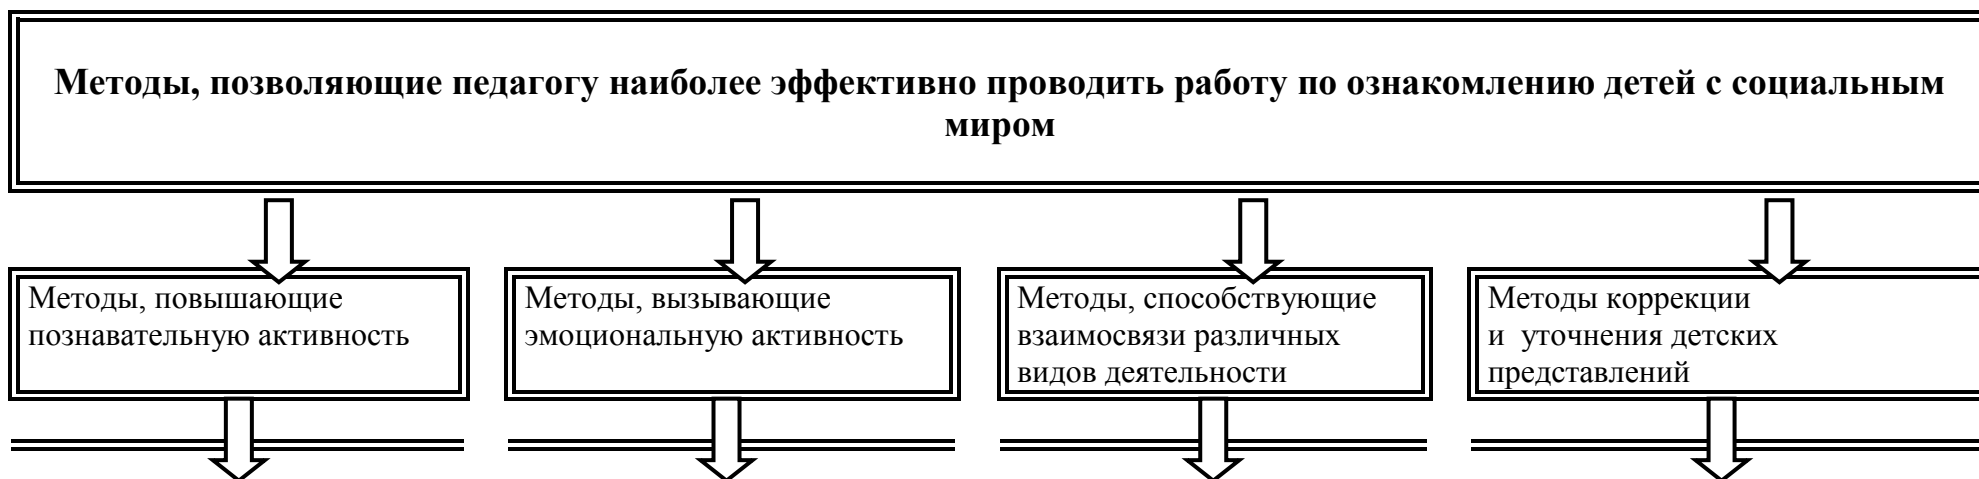 Методы, позволяющие педагогу наиболее эффективно проводить работу по ознакомлению детей с социальным
миром
Методы, повышающие
познавательную активность
Методы, вызывающие
эмоциональную активность
Методы, способствующие
взаимосвязи различных
видов деятельности
Методы коррекции
и уточнения детских
представлений